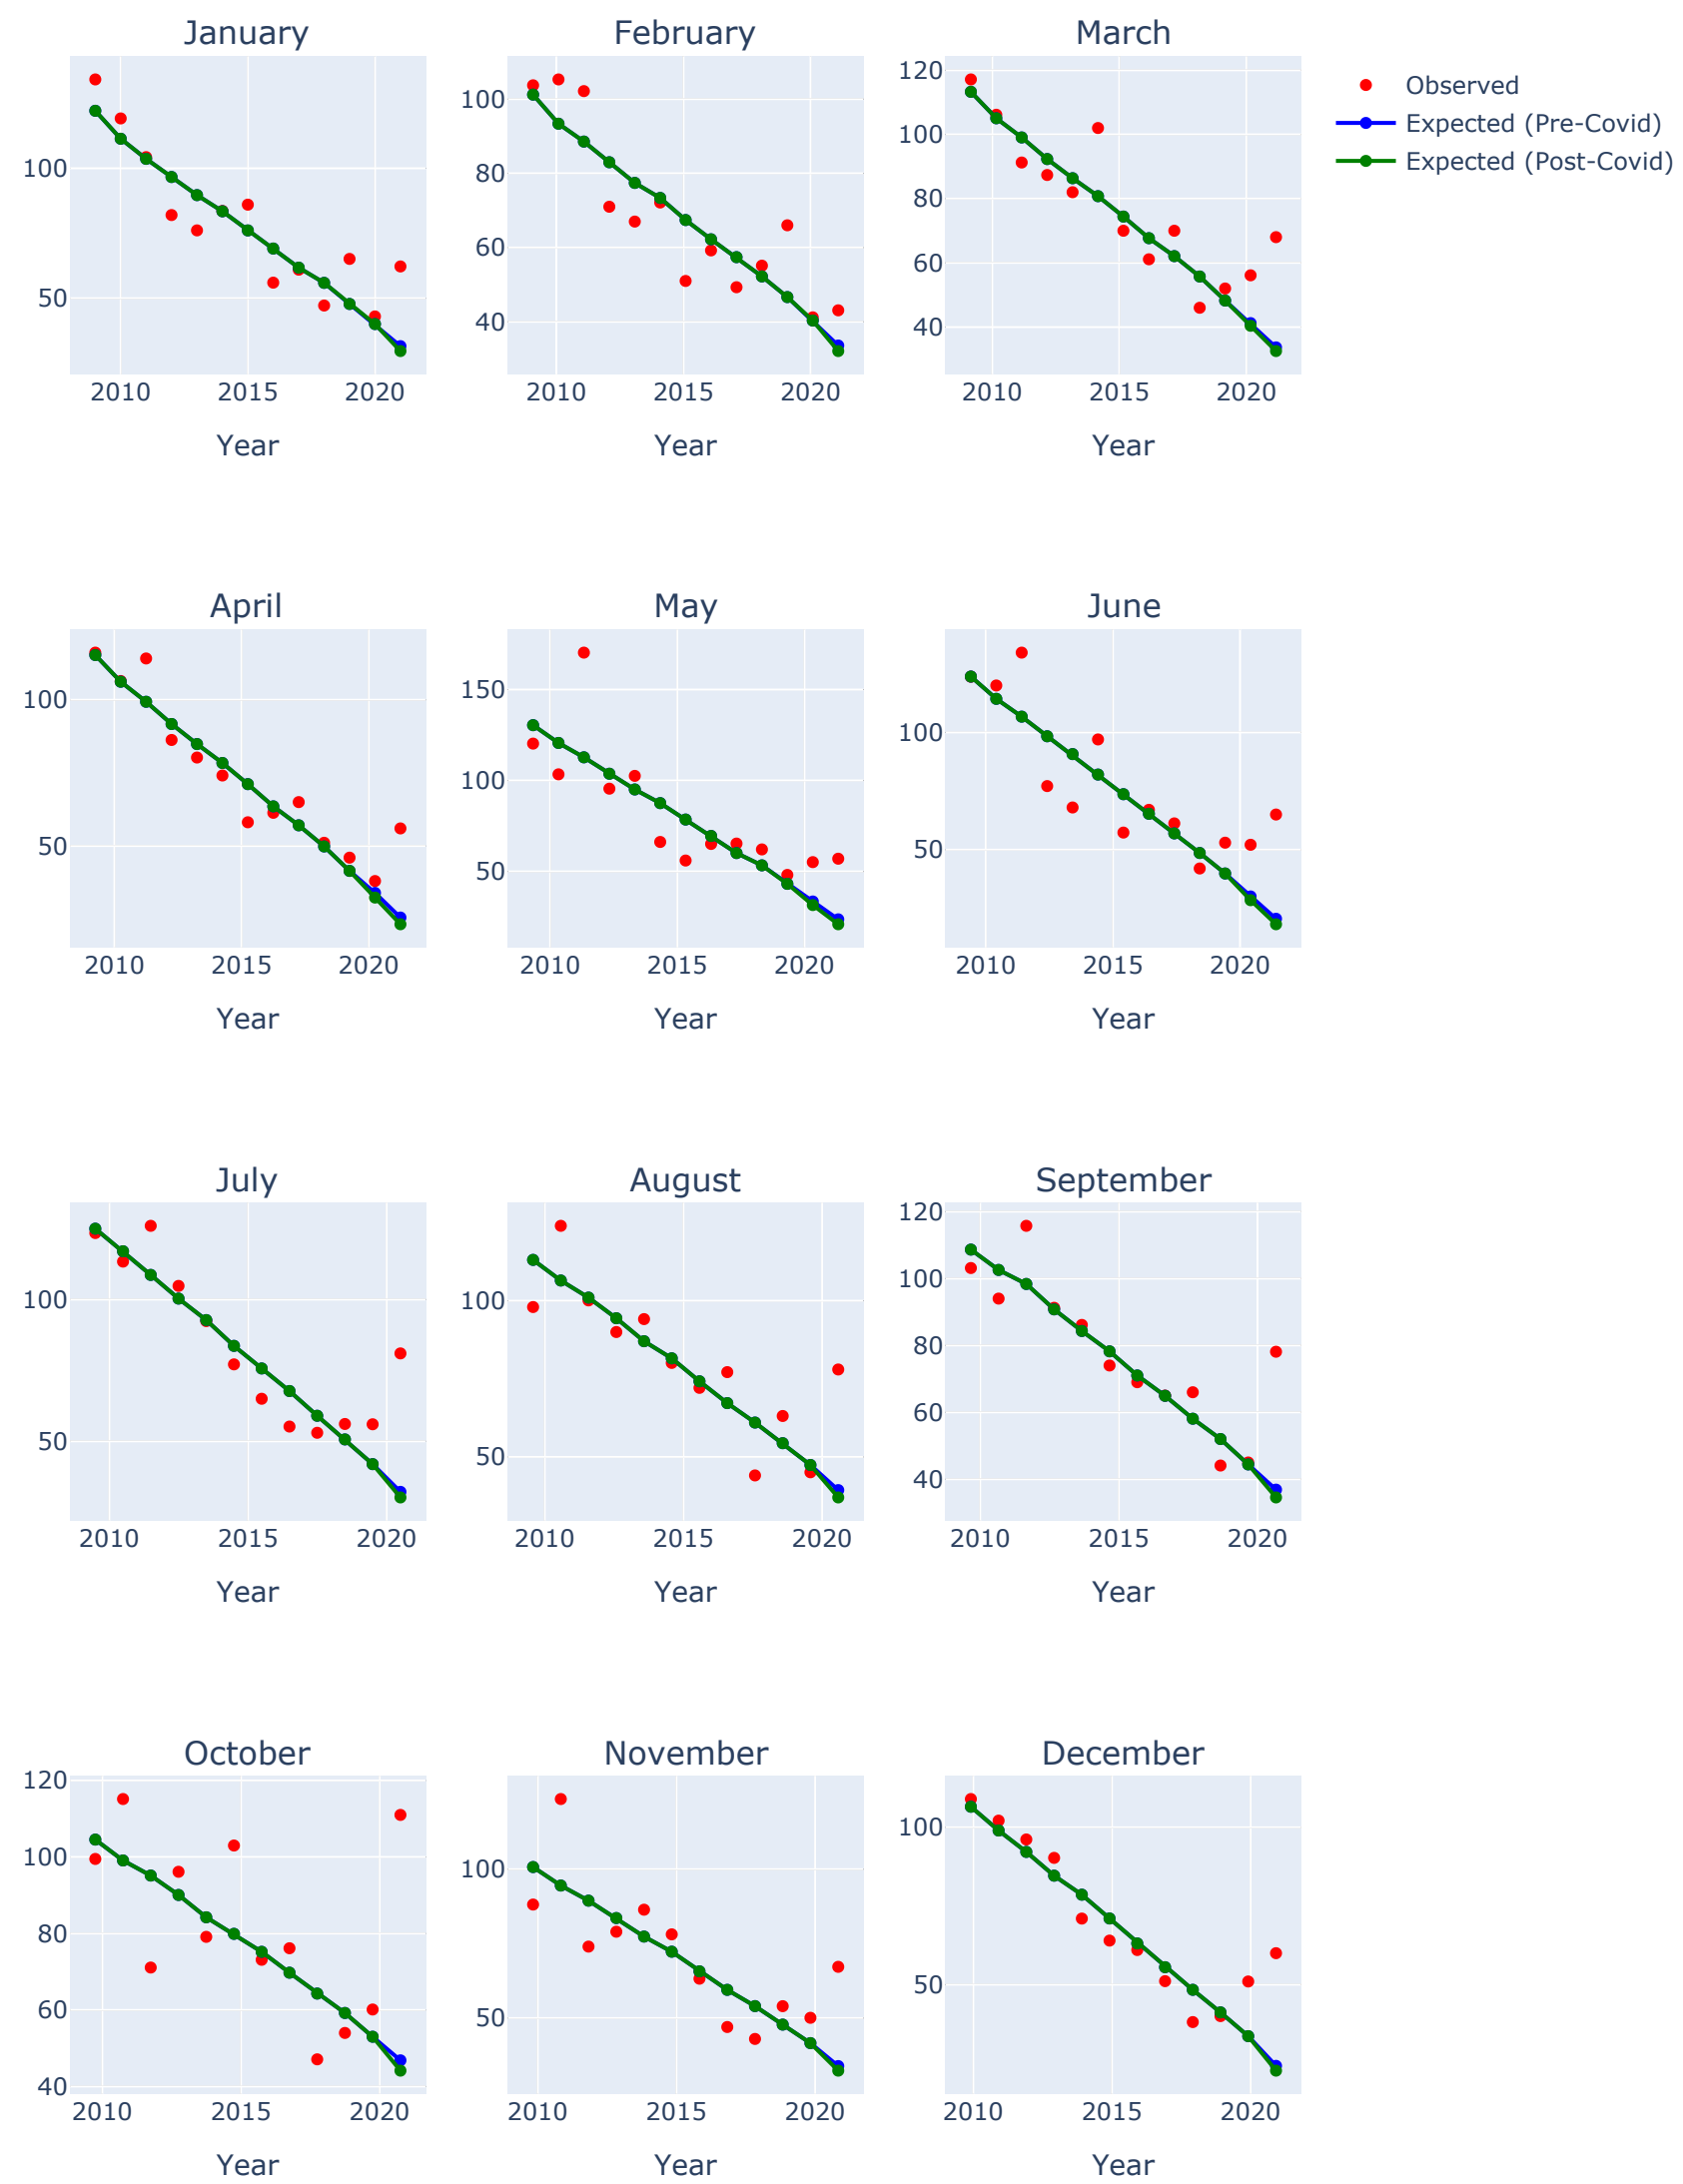 January February March
120
100
100 100
80
80
60
60
50
40 40
2010 2015 2020 2010 2015 2020 2010 2015 2020
Year Year Year
Observed
Expected (Pre-Covid)
Expected (Post-Covid)
April May June
150
100 100
100
50 50 50
2010 2015 2020 2010 2015 2020 2010 2015 2020
Year Year Year
July August September
120
100 100 100
80
60
50 50
40
2010 2015 2020 2010 2015 2020 2010 2015 2020
Year Year Year
October November December
120
100 100 100
80
60 50 50
40
2010 2015 2020 2010 2015 2020 2010 2015 2020
Year Year Year